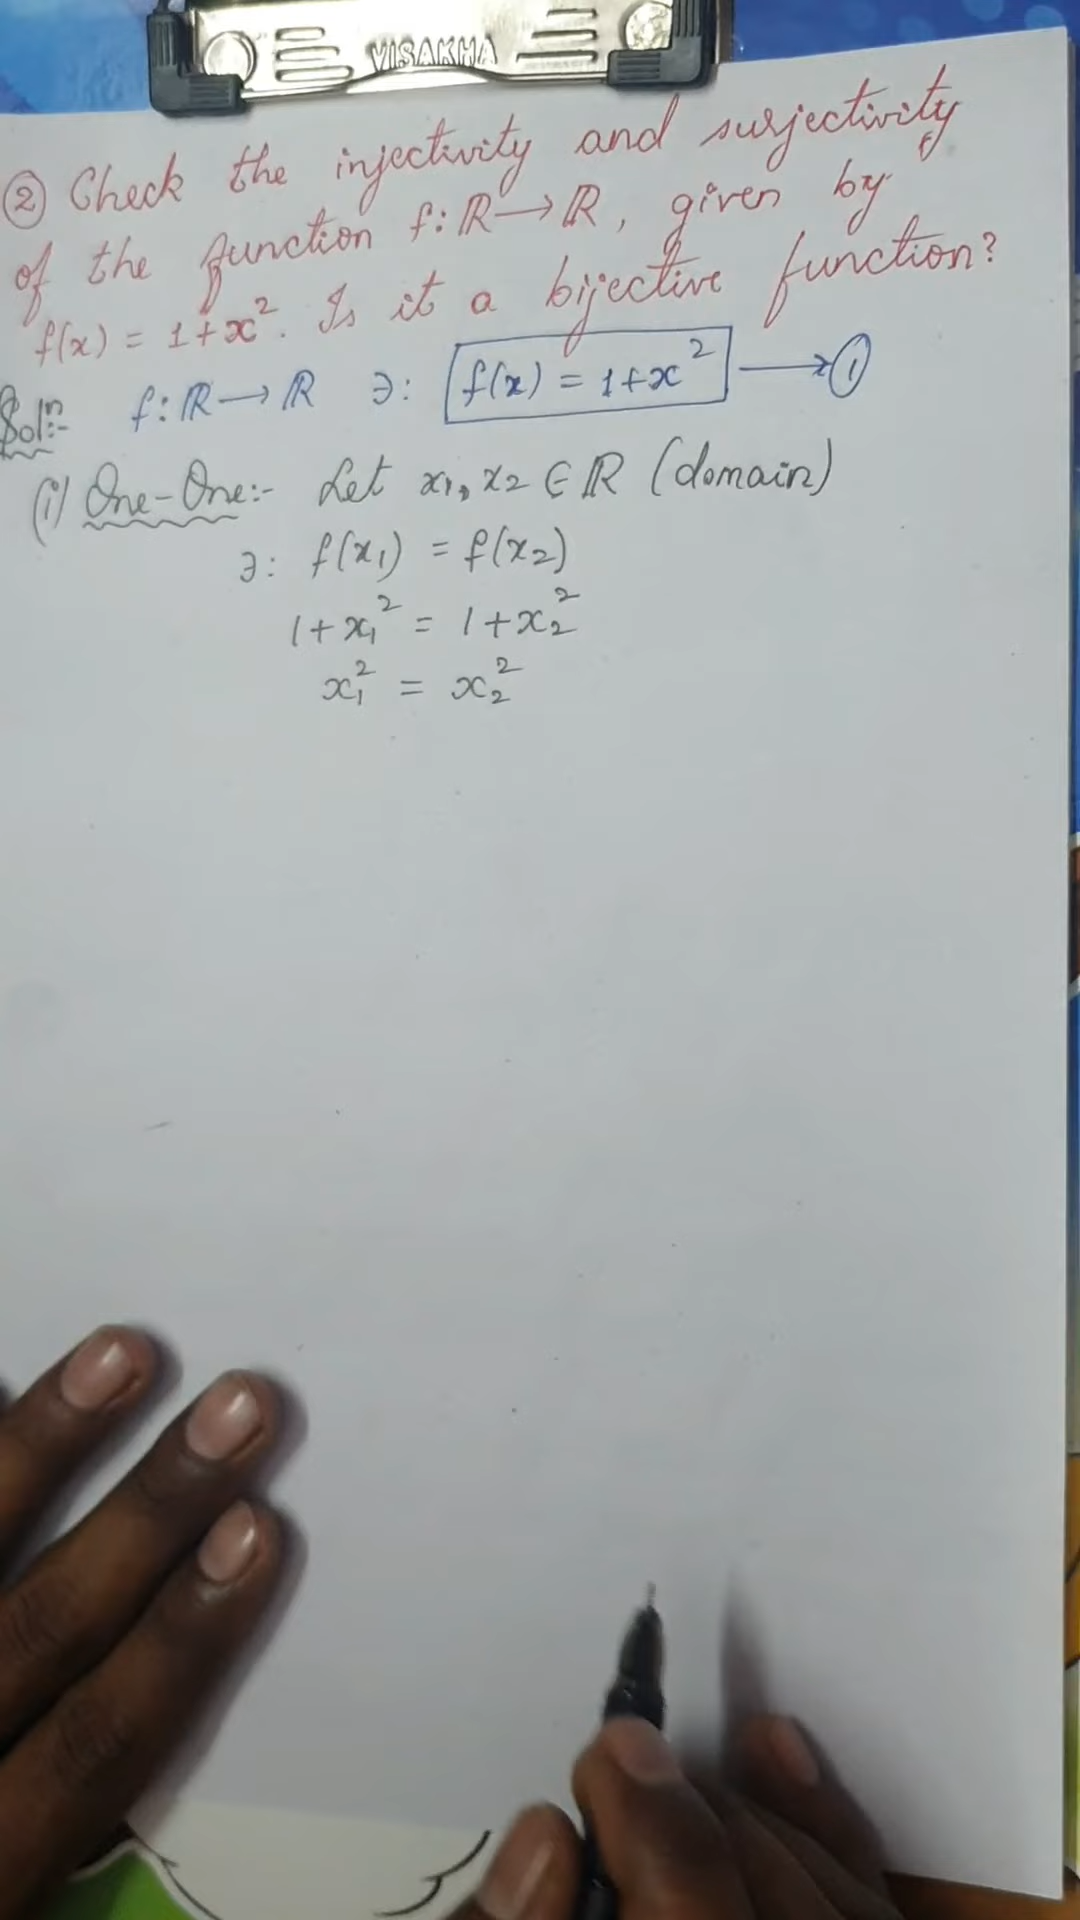 VISAKHA
② Check the injectivity and surjectivity
of the function f: ℝ→ℝ, given by
f(x) = 1+x². Is it a bijective function?
Solⁿ:- f: ℝ→ℝ ∋: f(x) = 1+x² → ①
(i) One-One:- Let x₁, x₂ ∈ ℝ (domain)
∋: f(x₁) = f(x₂)
1+x₁² = 1+x₂²
x₁² = x₂²